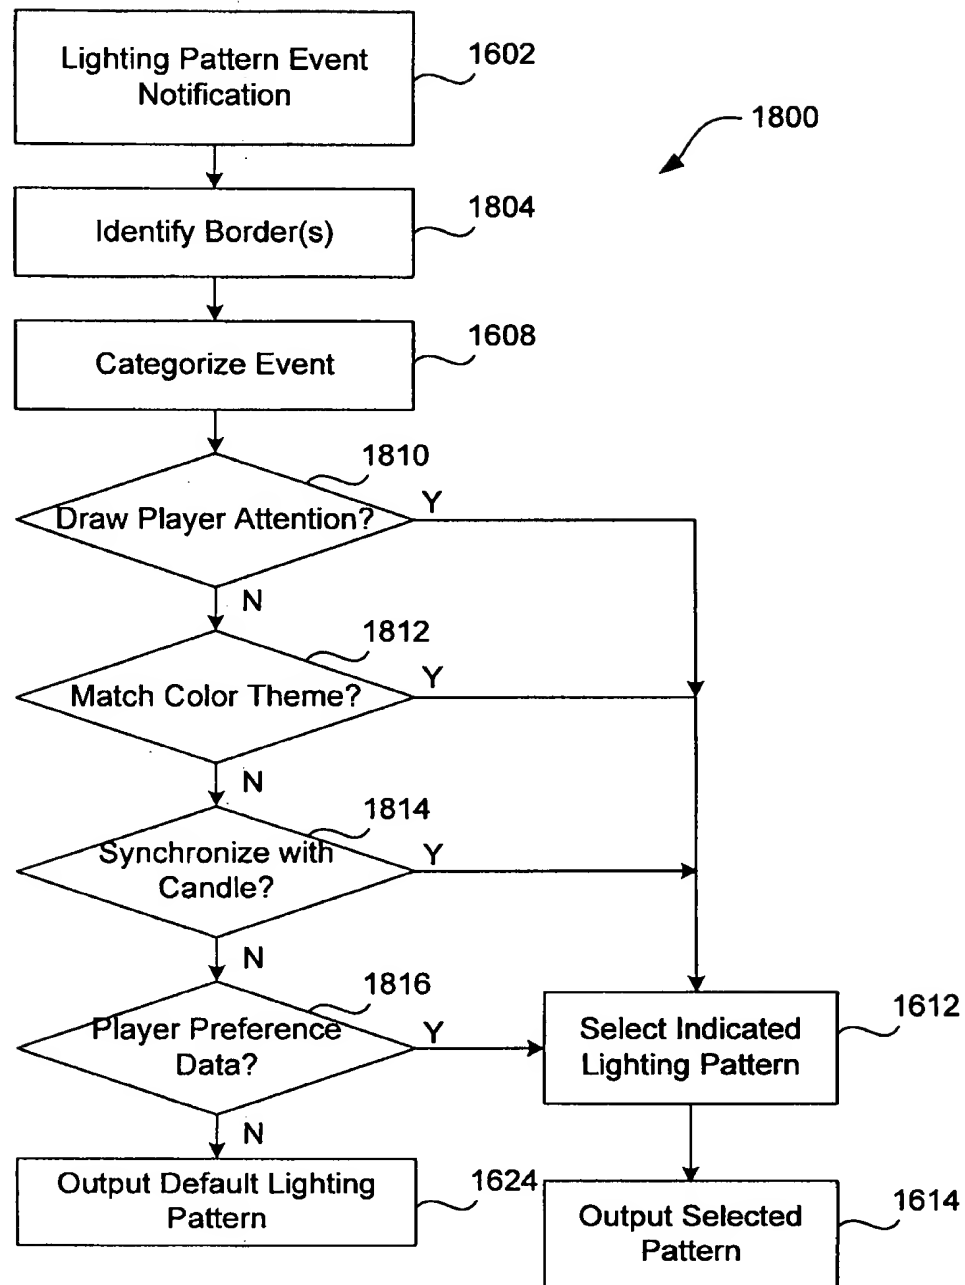 Lighting Pattern Event
Notification
1602
1800
Identify Border(s)
1804
Categorize Event
1608
1810
Draw Player Attention?
Y
N
1812
Match Color Theme?
Y
N
1814
Synchronize with
Candle?
Y
N
1816
Player Preference
Data?
Y
Select Indicated
Lighting Pattern
1612
N
Output Default Lighting
Pattern
1624
Output Selected
Pattern
1614